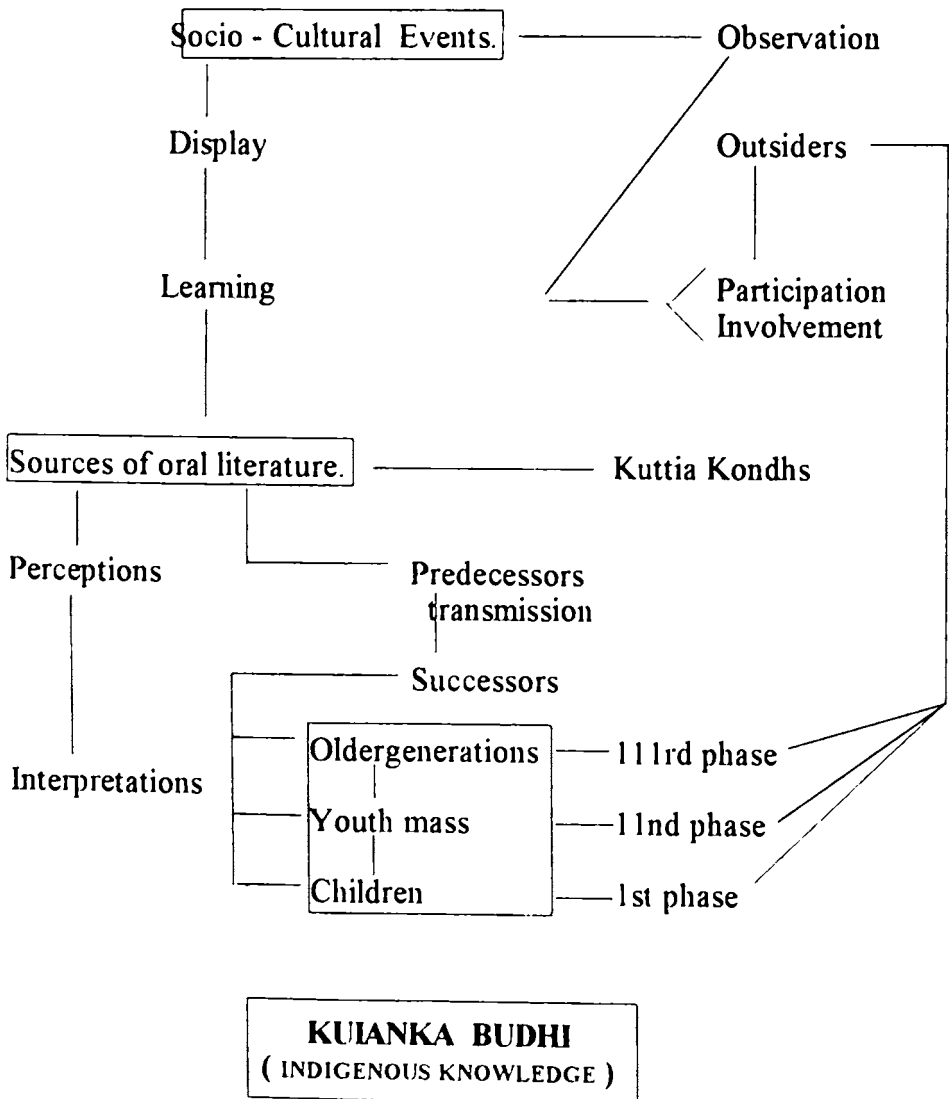 Socio - Cultural Events.
Observation
Display
Outsiders
Learning
Participation
Involvement
Sources of oral literature.
Kuttia Kondhs
Perceptions
Predecessors
transmission
Successors
Interpretations
Oldergenerations
111rd phase
Youth mass
11nd phase
Children
1st phase
KUIANKA BUDHI
( INDIGENOUS KNOWLEDGE )